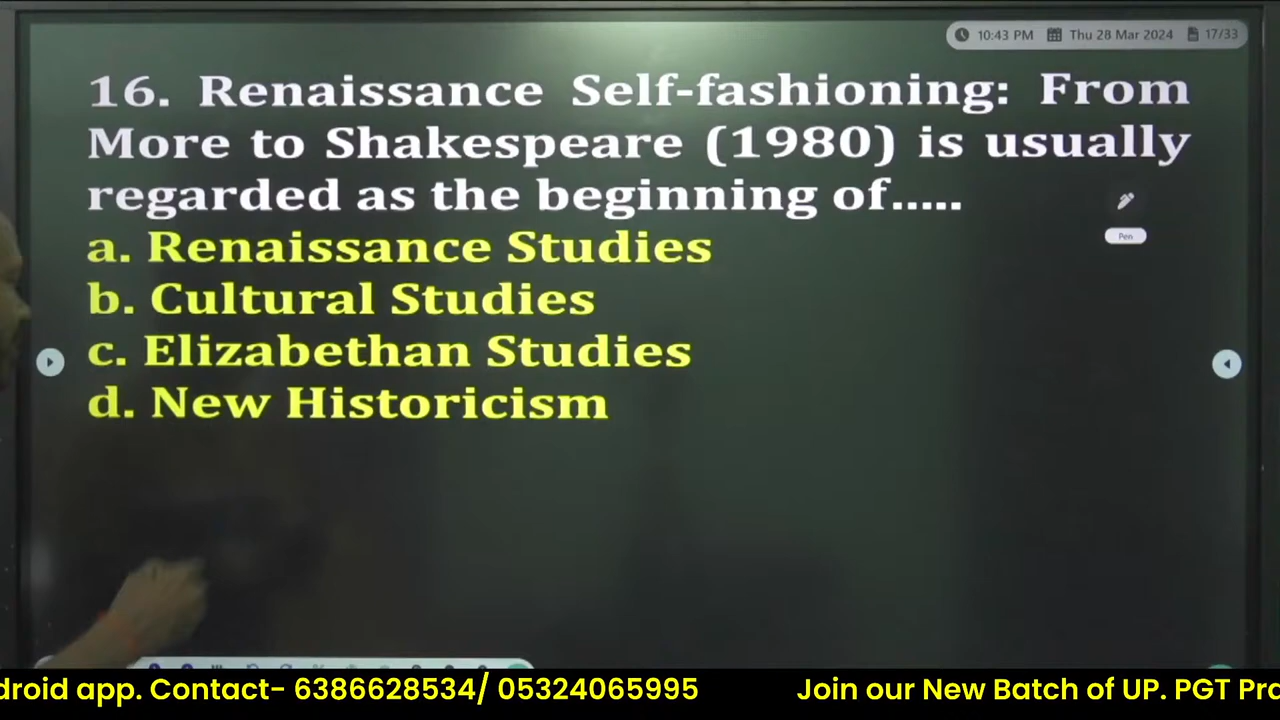 10:43 PM Thu 28 Mar 2024 17/33
16. Renaissance Self-fashioning: From
More to Shakespeare (1980) is usually
regarded as the beginning of.....
Pen
a. Renaissance Studies
b. Cultural Studies
c. Elizabethan Studies
d. New Historicism
droid app. Contact- 6386628534/ 05324065995 Join our New Batch of UP. PGT Pra